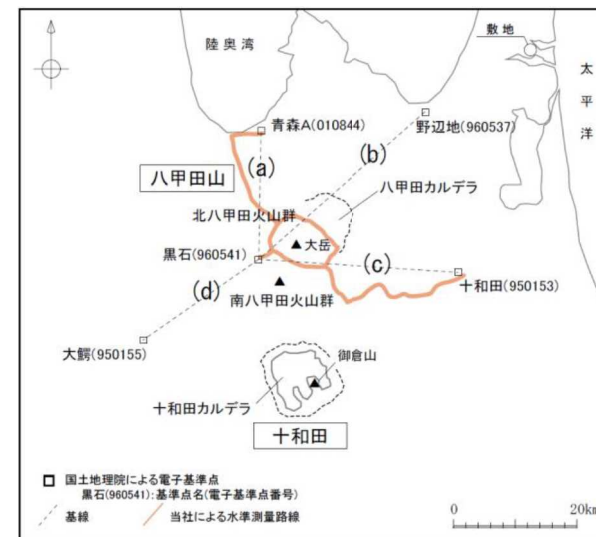 陸奥湾
敷地
太平洋
青森A(010844)
野辺地(960537)
(a)
(b)
八甲田山
八甲田カルデラ
北八甲田火山群
大岳
黒石(960541)
(c)
(d)
南八甲田火山群
十和田(950153)
大鰐(950155)
御倉山
十和田カルデラ
十和田
国土地理院による電子基準点
黒石(960541):基準点名(電子基準点番号)
基線
当社による水準測量路線
0
20km